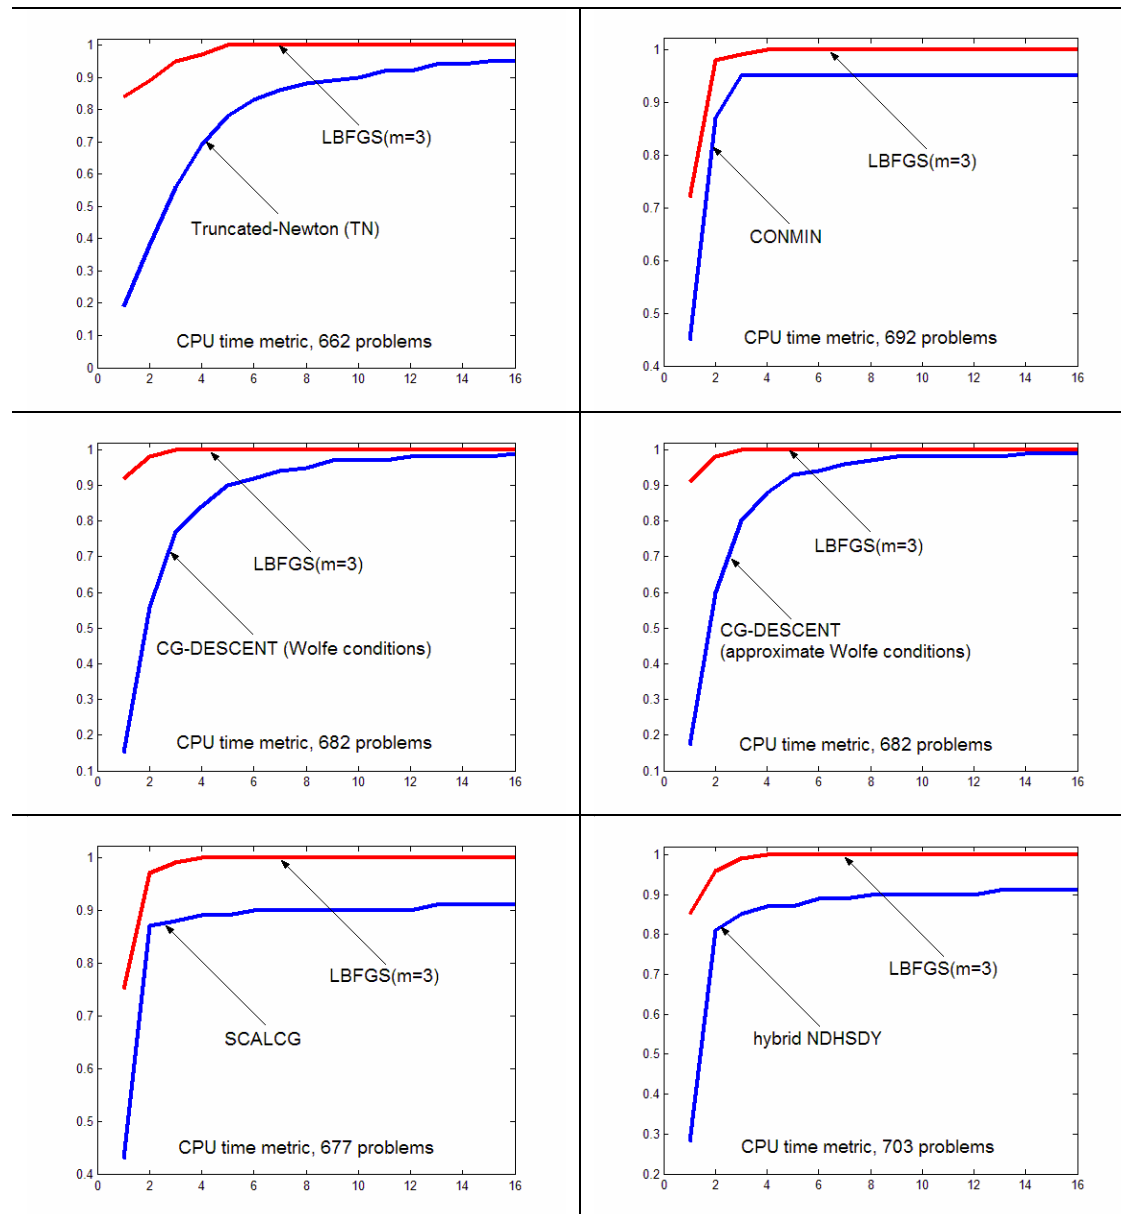 1
0.9
0.8
0.7
0.6
0.5
0.4
0.3
0.2
0.1
0
0 2 4 6 8 10 12 14 16
LBFGS(m=3)
Truncated-Newton (TN)
CPU time metric, 662 problems
1
0.9
0.8
0.7
0.6
0.5
0.4
0 2 4 6 8 10 12 14 16
LBFGS(m=3)
CONMIN
CPU time metric, 692 problems
1
0.9
0.8
0.7
0.6
0.5
0.4
0.3
0.2
0.1
0 2 4 6 8 10 12 14 16
LBFGS(m=3)
CG-DESCENT (Wolfe conditions)
CPU time metric, 682 problems
1
0.9
0.8
0.7
0.6
0.5
0.4
0.3
0.2
0.1
0 2 4 6 8 10 12 14 16
LBFGS(m=3)
CG-DESCENT
(approximate Wolfe conditions)
CPU time metric, 682 problems
1
0.9
0.8
0.7
0.6
0.5
0.4
0 2 4 6 8 10 12 14 16
LBFGS(m=3)
SCALCG
CPU time metric, 677 problems
1
0.9
0.8
0.7
0.6
0.5
0.4
0.3
0.2
0 2 4 6 8 10 12 14 16
LBFGS(m=3)
hybrid NDHSDY
CPU time metric, 703 problems